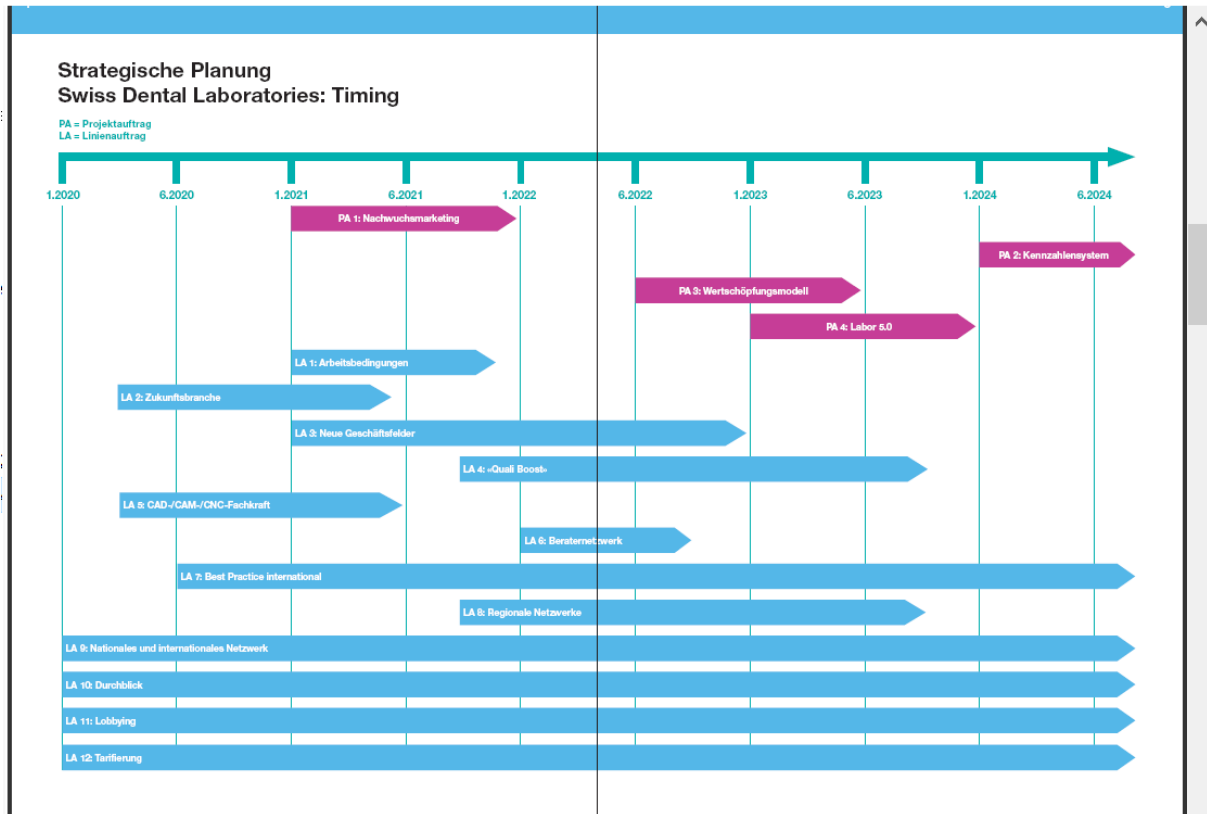 Strategische Planung
Swiss Dental Laboratories: Timing
PA = Projektauftrag
LA = Linienauftrag
1.2020 6.2020 1.2021 6.2021 1.2022 6.2022 1.2023 6.2023 1.2024 6.2024
PA 1: Nachwuchsmarketing
PA 2: Kennzahlensystem
PA 3: Wertschöpfungsmodell
PA 4: Labor 5.0
LA 1: Arbeitsbedingungen
LA 2: Zukunftsbranche
LA 3: Neue Geschäftsfelder
LA 4: «Quali Boost»
LA 5: CAD-/CAM-/CNC-Fachkraft
LA 6: Beraternetzwerk
LA 7: Best Practice international
LA 8: Regionale Netzwerke
LA 9: Nationales und internationales Netzwerk
LA 10: Durchblick
LA 11: Lobbying
LA 12: Tarifierung